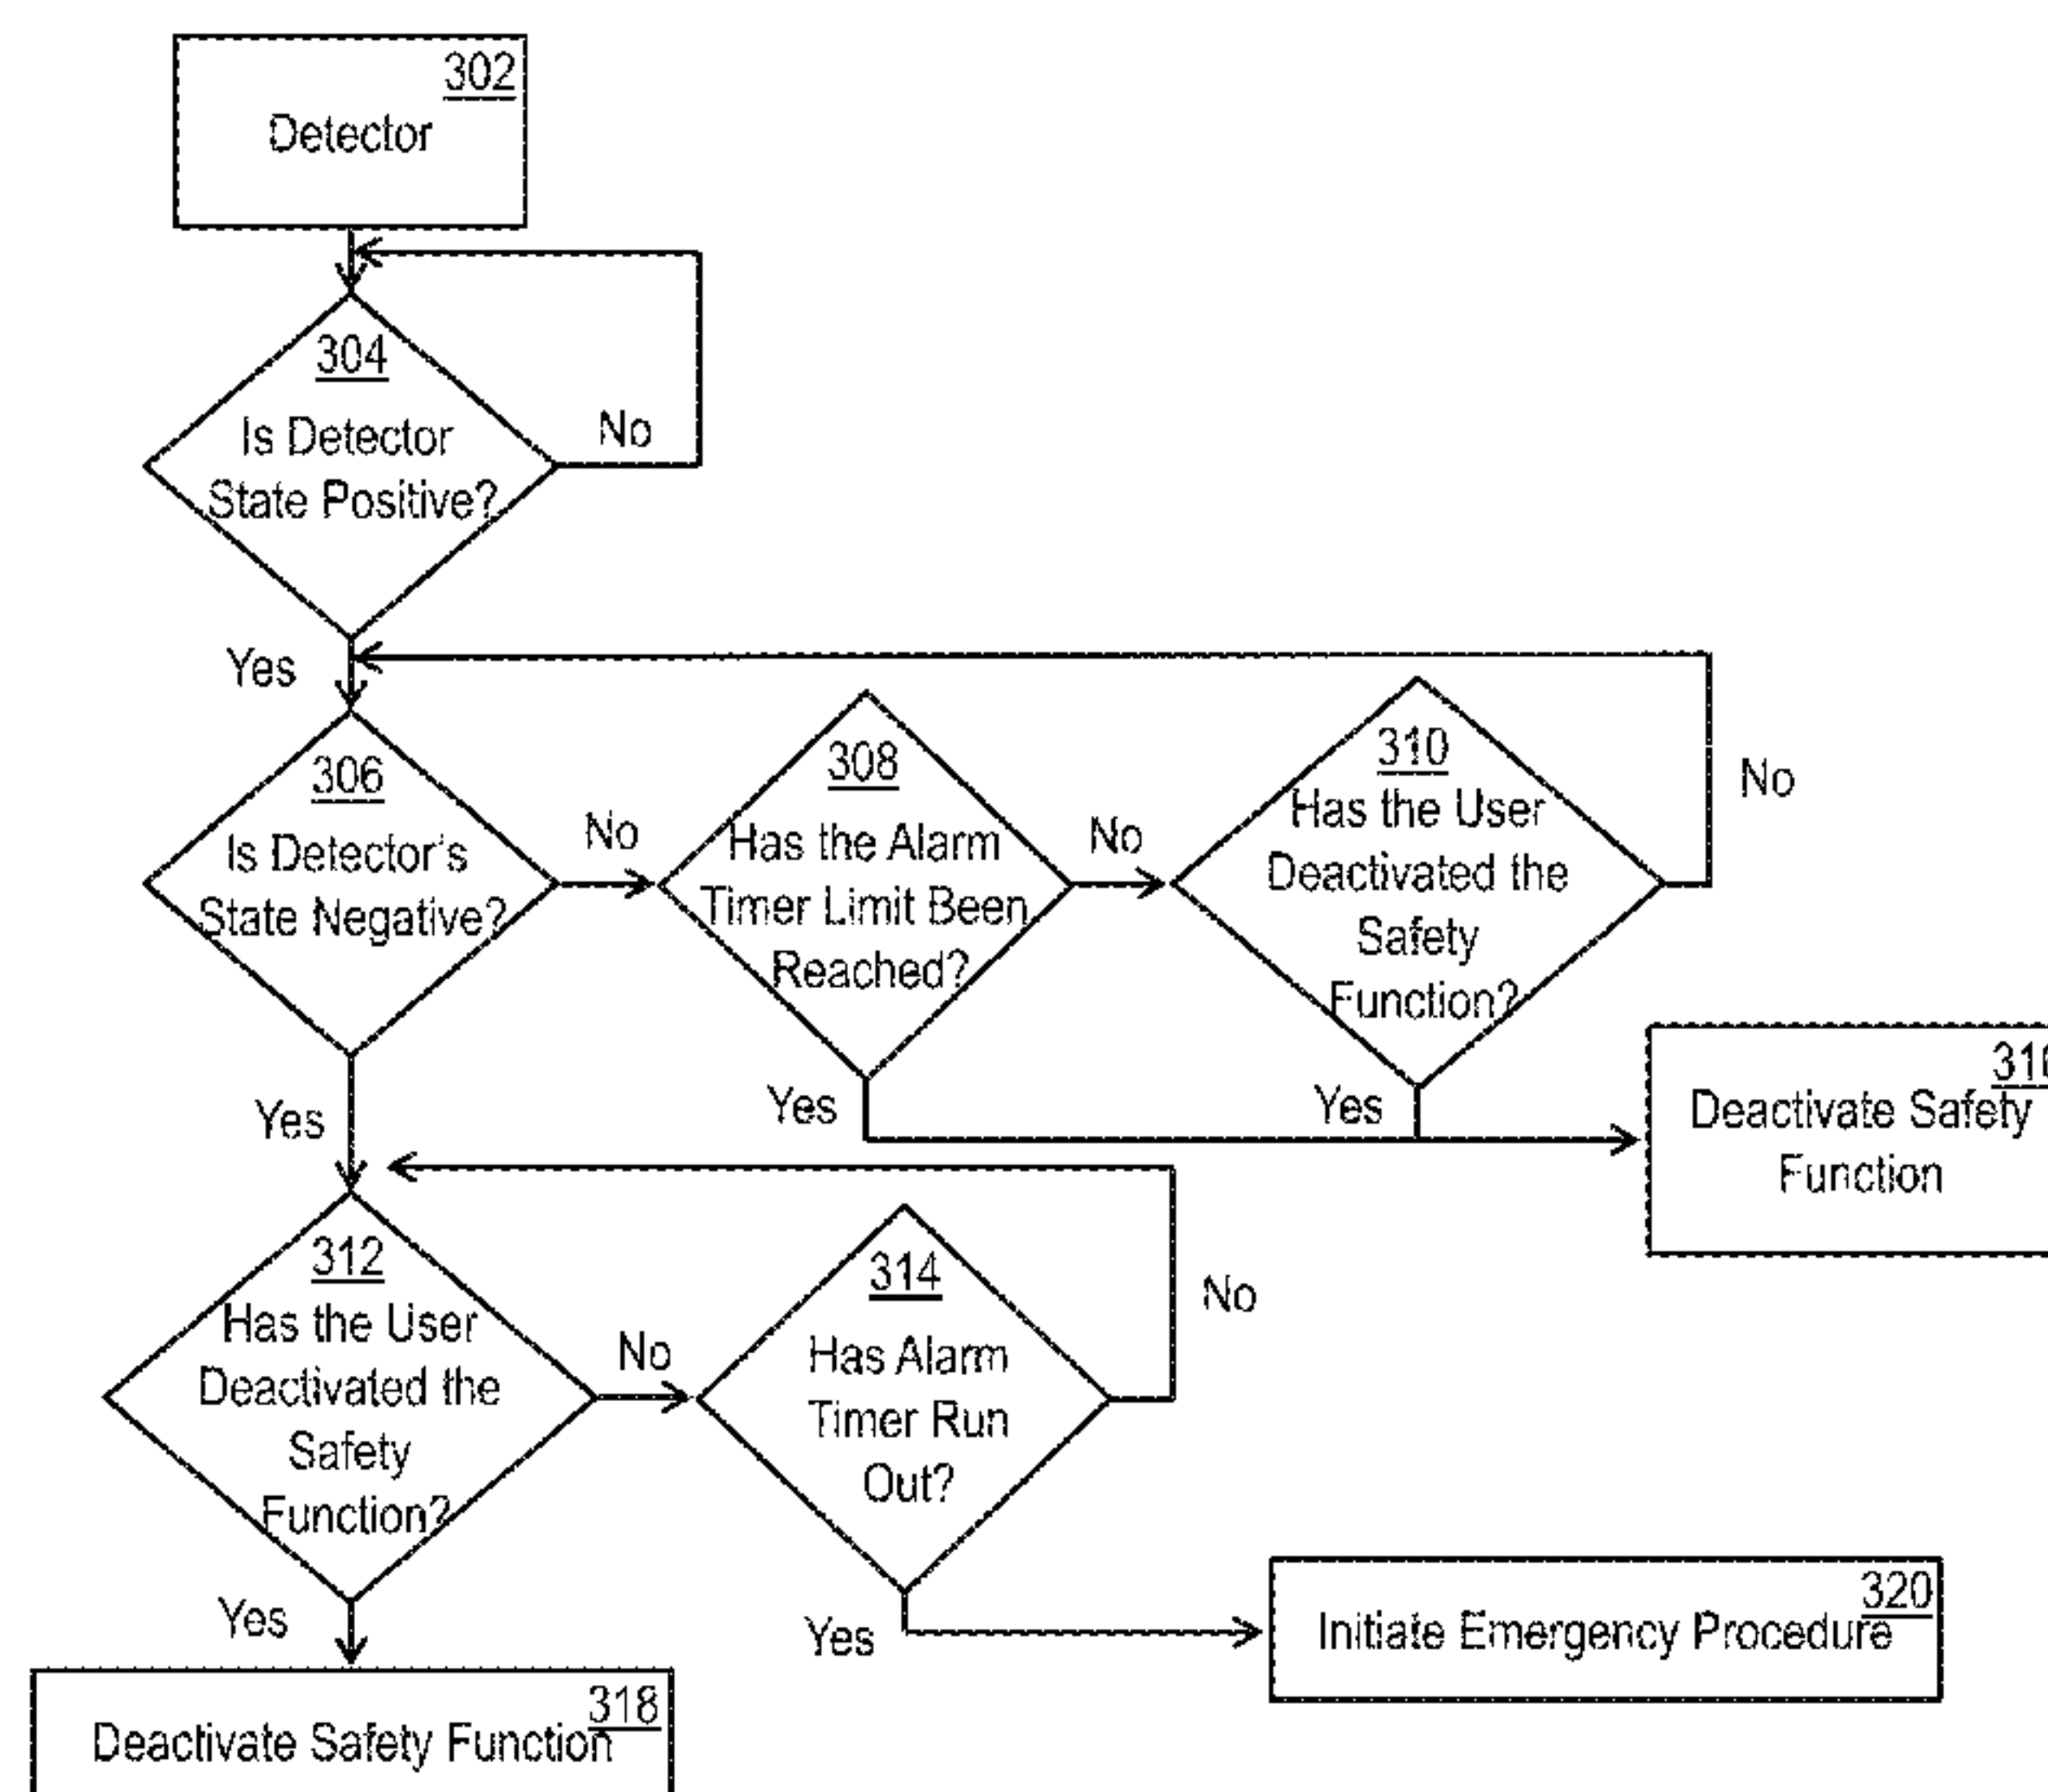 302
Detector
304
Is Detector
State Positive?
No
Yes
306
Is Detector's
State Negative?
No
308
Has the Alarm
Timer Limit Been
Reached?
No
310
Has the User
Deactivated the
Safety
Function?
No
Yes
Yes
Yes
Deactivate Safety
Function
312
Has the User
Deactivated the
Safety
Function?
No
314
Has Alarm
Timer Run
Out?
No
Yes
Yes
320
Initiate Emergency Procedure
318
Deactivate Safety Function